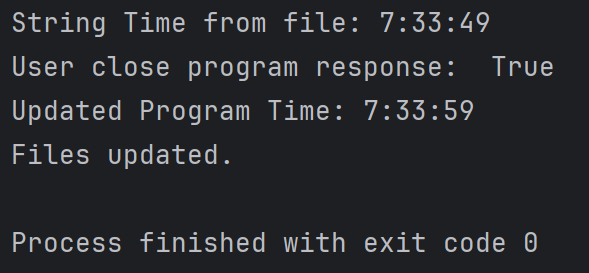 String Time from file: 7:33:49
User close program response:  True
Updated Program Time: 7:33:59
Files updated.
Process finished with exit code 0